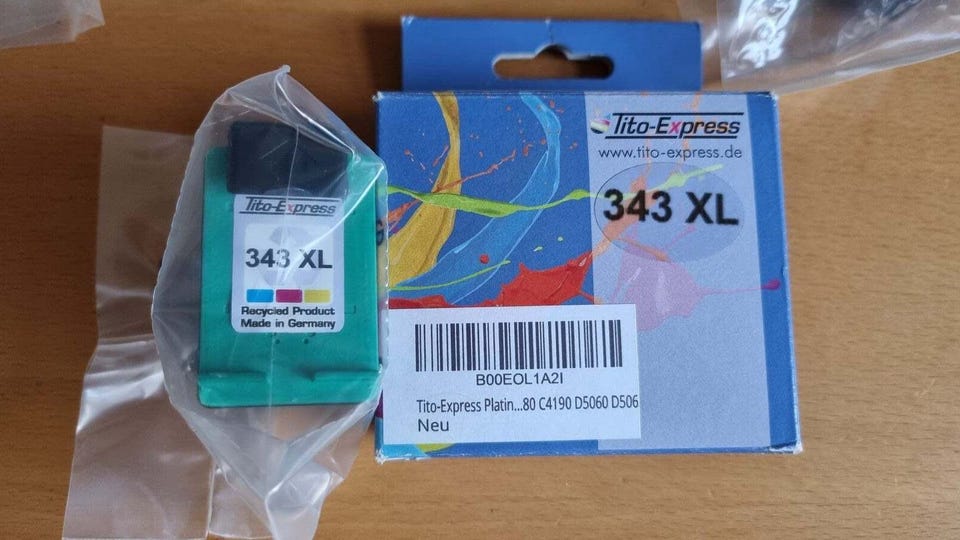 Tito-Express
343 XL
Recycled Product
Made in Germany
Tito-Express
www.tito-express.de
343 XL
B00EOL1A2I
Tito-Express Platin...80 C4190 D5060 D506
Neu